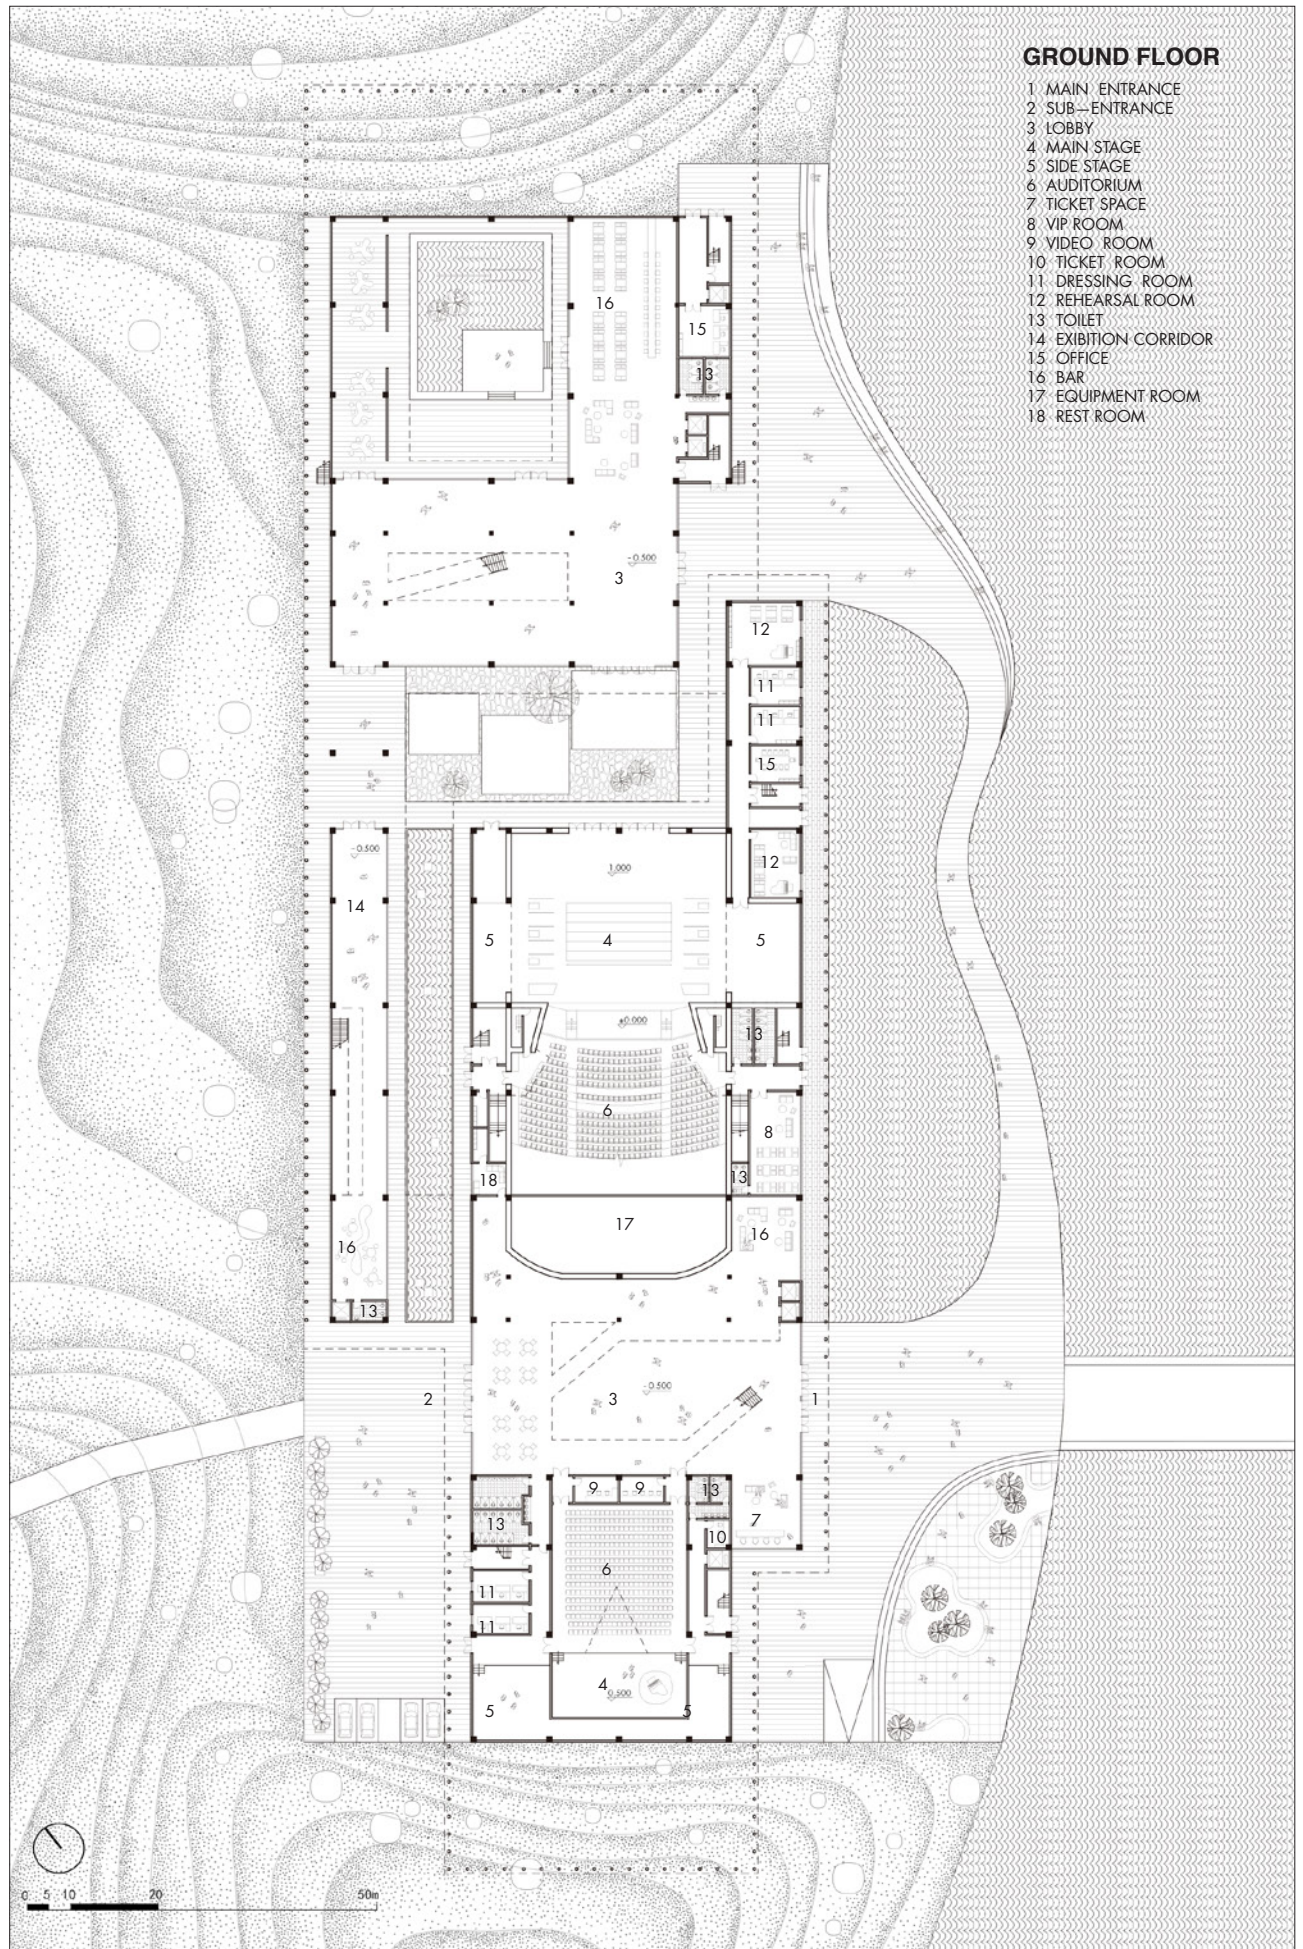 GROUND FLOOR
1 MAIN ENTRANCE
2 SUB—ENTRANCE
3 LOBBY
4 MAIN STAGE
5 SIDE STAGE
6 AUDITORIUM
7 TICKET SPACE
8 VIP ROOM
9 VIDEO ROOM
10 TICKET ROOM
11 DRESSING ROOM
12 REHEARSAL ROOM
13 TOILET
14 EXIBITION CORRIDOR
15 OFFICE
16 BAR
17 EQUIPMENT ROOM
18 REST ROOM
16
15
13
-0.500
3
12
11
11
15
-0.500
1.000
12
14
5
4
5
±0.000
13
6
8
18
13
17
16
16
13
-0.500
2
3
1
9
9
13
13
7
10
6
11
11
4
0.500
5
5
0 5 10 20 50m